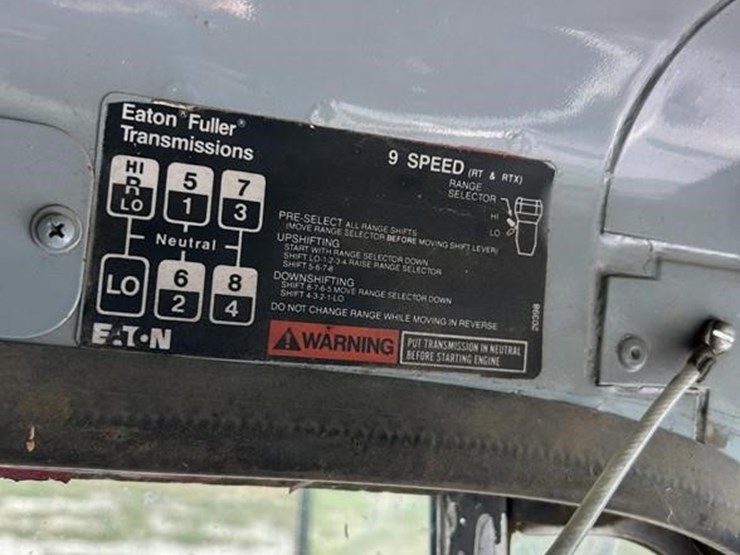 Eaton® Fuller®
Transmissions
9 SPEED (RT & RTX)
RANGE
SELECTOR
HI
LO
HI 5 7
R
LO 1 3
Neutral
LO 6 8
2 4
PRE-SELECT ALL RANGE SHIFTS
(MOVE RANGE SELECTOR BEFORE MOVING SHIFT LEVER)
UPSHIFTING
START WITH RANGE SELECTOR DOWN
SHIFT LO-1-2-3-4 RAISE RANGE SELECTOR
SHIFT 5-6-7-8
DOWNSHIFTING
SHIFT 8-7-6-5 MOVE RANGE SELECTOR DOWN
SHIFT 4-3-2-1-LO
DO NOT CHANGE RANGE WHILE MOVING IN REVERSE
20398
EATON
WARNING
PUT TRANSMISSION IN NEUTRAL
BEFORE STARTING ENGINE